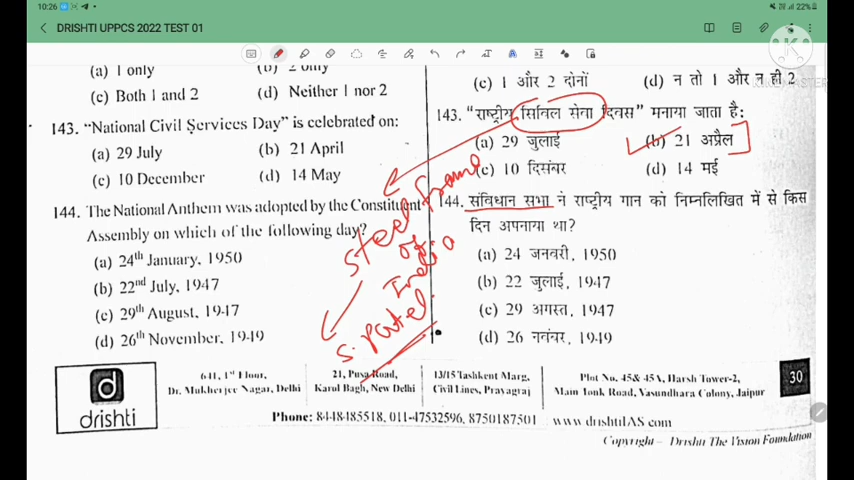 10:26
22%
DRISHTI UPPCS 2022 TEST 01
(a) 1 only
(b) 2 only
(c) Both 1 and 2
(d) Neither 1 nor 2
143. “National Civil Services Day” is celebrated on:
(a) 29 July
(b) 21 April
(c) 10 December
(d) 14 May
144. The National Anthem was adopted by the Constituent
Assembly on which of the following day?
(a) 24th January, 1950
(b) 22nd July, 1947
(c) 29th August, 1947
(d) 26th November, 1949
(c) 1 और 2 दोनों
(d) न तो 1 और न ही 2
143. “राष्ट्रीय सिविल सेवा दिवस” मनाया जाता है:
(a) 29 जुलाई
(b) 21 अप्रैल
(c) 10 दिसंबर
(d) 14 मई
144. संविधान सभा ने राष्ट्रीय गान को निम्नलिखित में से किस
दिन अपनाया था?
(a) 24 जनवरी, 1950
(b) 22 जुलाई, 1947
(c) 29 अगस्त, 1947
(d) 26 नवंबर, 1949
Steel frame
of
India
S. Patel
drishti
641, 1st Floor,
Dr. Mukherjee Nagar, Delhi
21, Pusa Road,
Karol Bagh, New Delhi
13/15 Tashkent Marg,
Civil Lines, Prayagraj
Plot No. 45 & 45A, Harsh Tower-2,
Main Tonk Road, Vasundhara Colony, Jaipur
30
Phone: 8448485518, 011-47532596, 8750187501
www.drishtiIAS.com
Copyright – Drishti The Vision Foundation
KINEMASTER